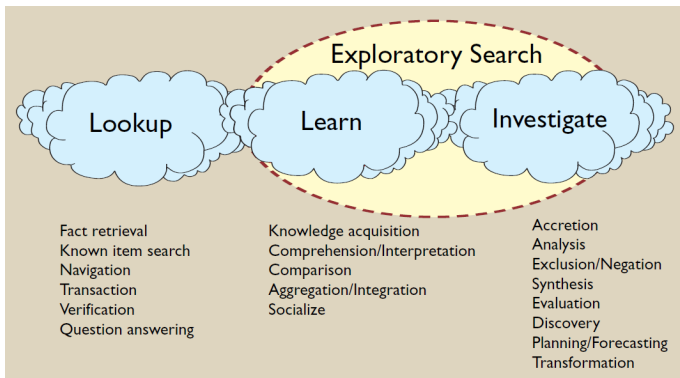 Exploratory Search
Lookup
Learn
Investigate
Fact retrieval
Known item search
Navigation
Transaction
Verification
Question answering
Knowledge acquisition
Comprehension/Interpretation
Comparison
Aggregation/Integration
Socialize
Accretion
Analysis
Exclusion/Negation
Synthesis
Evaluation
Discovery
Planning/Forecasting
Transformation